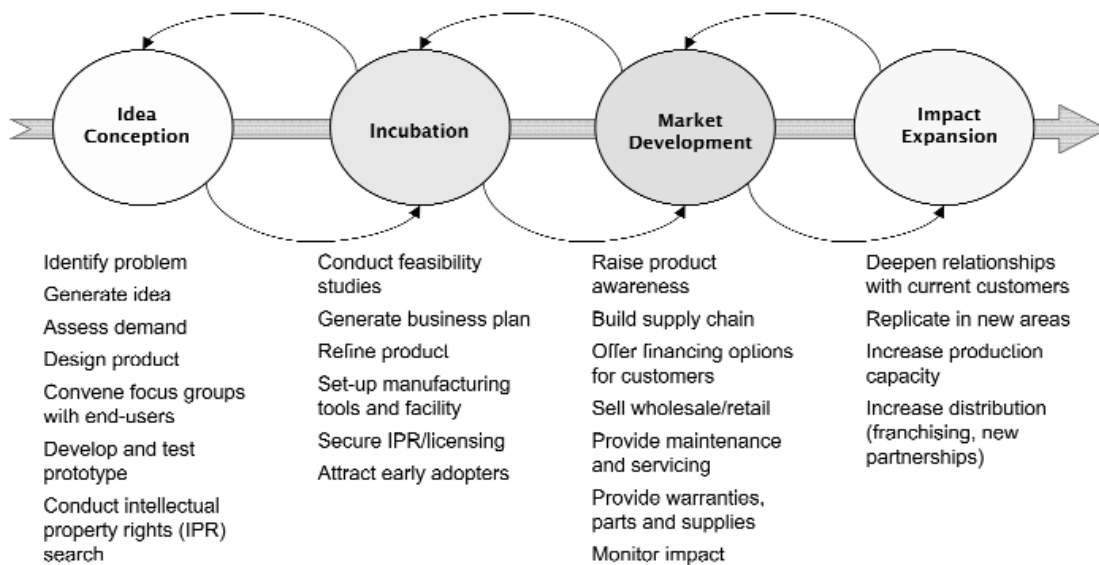 Idea
Conception
Incubation
Market
Development
Impact
Expansion
Identify problem
Generate idea
Assess demand
Design product
Convene focus groups
with end-users
Develop and test
prototype
Conduct intellectual
property rights (IPR)
search
Conduct feasibility
studies
Generate business plan
Refine product
Set-up manufacturing
tools and facility
Secure IPR/licensing
Attract early adopters
Raise product
awareness
Build supply chain
Offer financing options
for customers
Sell wholesale/retail
Provide maintenance
and servicing
Provide warranties,
parts and supplies
Monitor impact
Deepen relationships
with current customers
Replicate in new areas
Increase production
capacity
Increase distribution
(franchising, new
partnerships)